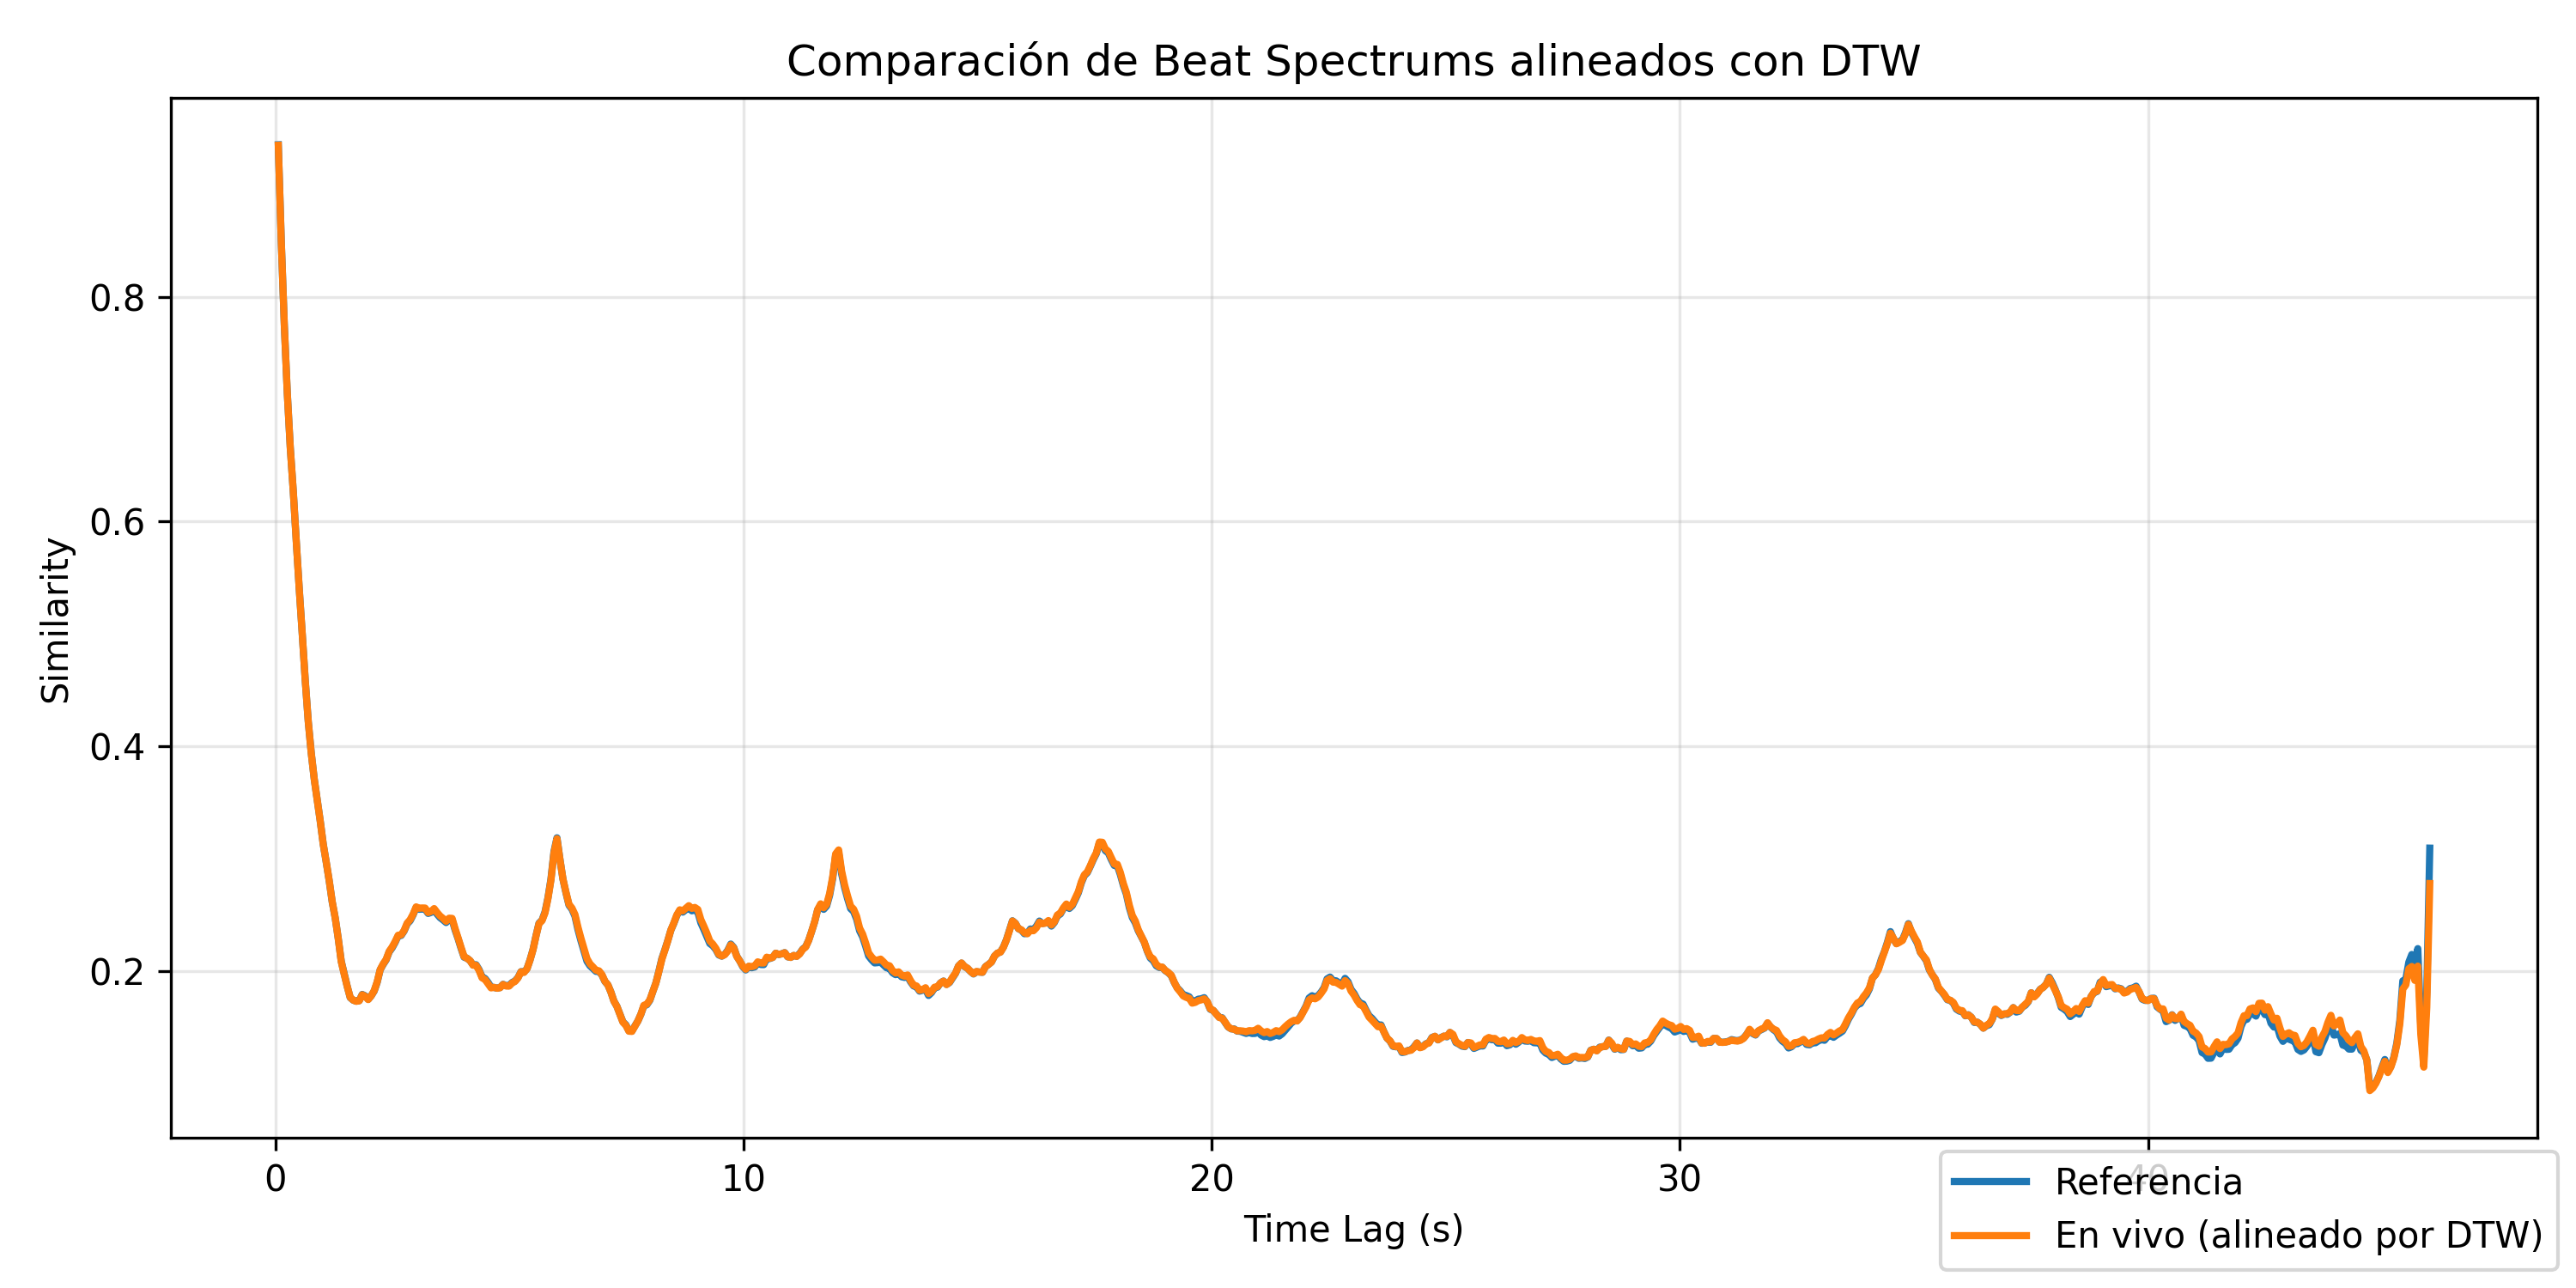 Comparación de Beat Spectrums alineados con DTW
Similarity
0.8
0.6
0.4
0.2
0 10 20 30 40
Time Lag (s)
Referencia
En vivo (alineado por DTW)